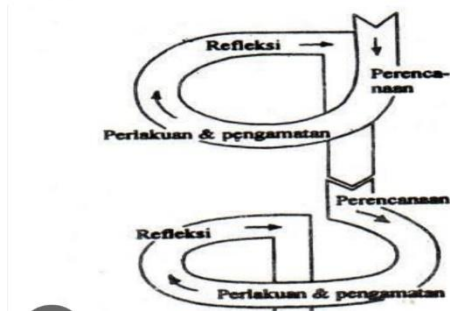 Refleksi
Perenca-
naan
Perlakuan & pengamatan
Perencanaan
Refleksi
Perlakuan & pengamatan